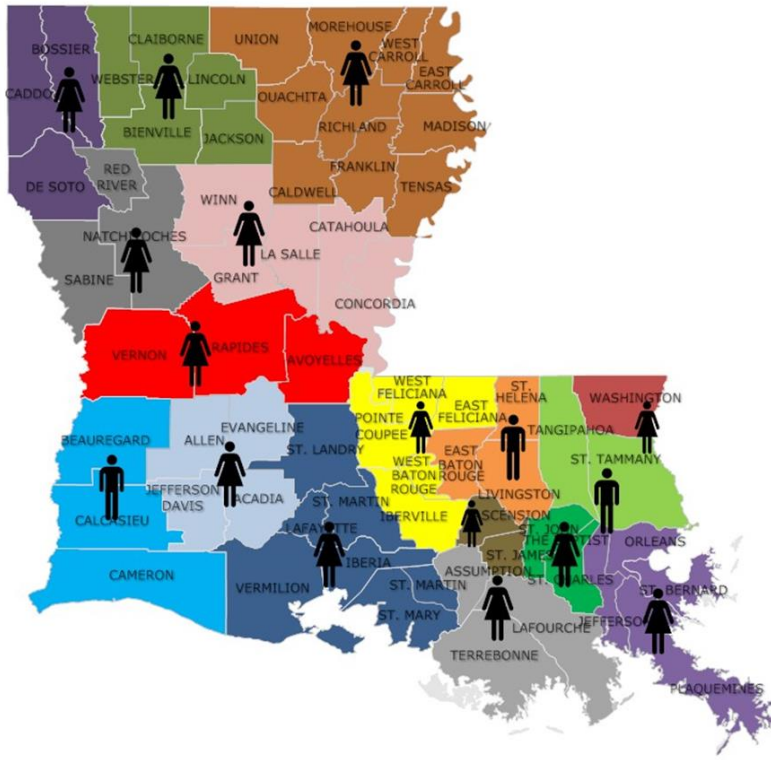 BOSSIER
CADDO
DE SOTO
WEBSTER
CLAIBORNE
LINCOLN
BIENVILLE
JACKSON
UNION
MOREHOUSE
WEST
CARROLL
EAST
CARROLL
OUACHITA
RICHLAND
MADISON
FRANKLIN
CALDWELL
TENSAS
RED
RIVER
NATCHITOCHES
SABINE
WINN
CATAHOULA
LA SALLE
GRANT
CONCORDIA
VERNON
RAPIDES
AVOYELLES
BEAUREGARD
CALCASIEU
CAMERON
EVANGELINE
ALLEN
JEFFERSON
DAVIS
ACADIA
ST. LANDRY
ST. MARTIN
LAFAYETTE
IBERIA
VERMILION
ST. MARTIN
ST. MARY
WEST
FELICIANA
EAST
FELICIANA
POINTE
COUPEE
WEST
BATON
ROUGE
IBERVILLE
ST.
HELENA
EAST
BATON
ROUGE
LIVINGSTON
TANGIPAHOA
ST. TAMMANY
WASHINGTON
ASCENSION
ST. JAMES
ST. JOHN
THE BAPTIST
ST. CHARLES
ASSUMPTION
LAFOURCHE
TERREBONNE
ORLEANS
ST. BERNARD
JEFFERSON
PLAQUEMINES